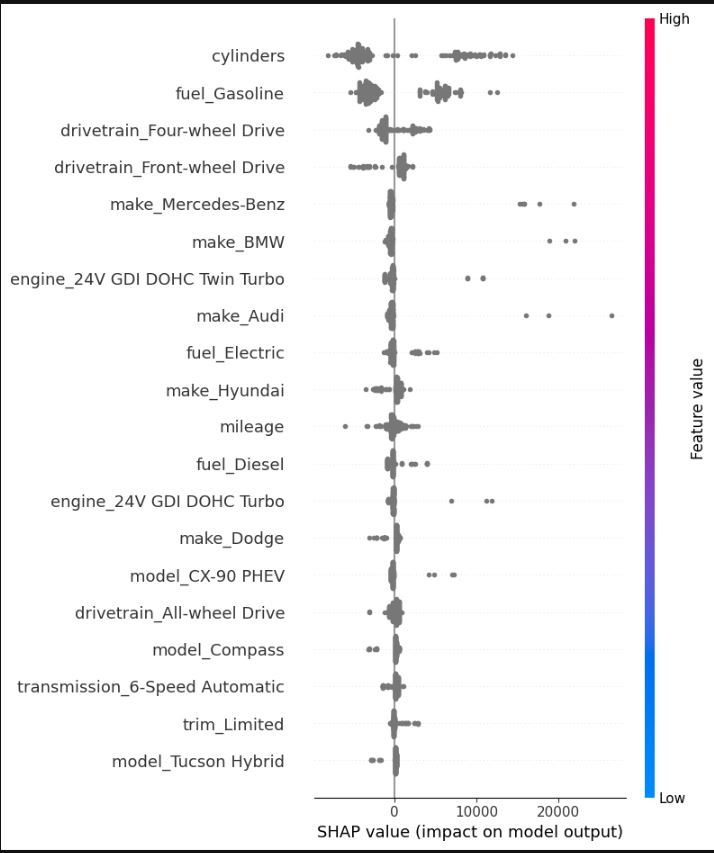 High
cylinders
fuel_Gasoline
drivetrain_Four-wheel Drive
drivetrain_Front-wheel Drive
make_Mercedes-Benz
make_BMW
engine_24V GDI DOHC Twin Turbo
make_Audi
fuel_Electric
make_Hyundai
mileage
fuel_Diesel
engine_24V GDI DOHC Turbo
make_Dodge
model_CX-90 PHEV
drivetrain_All-wheel Drive
model_Compass
transmission_6-Speed Automatic
trim_Limited
model_Tucson Hybrid
Feature value
Low
0 10000 20000
SHAP value (impact on model output)